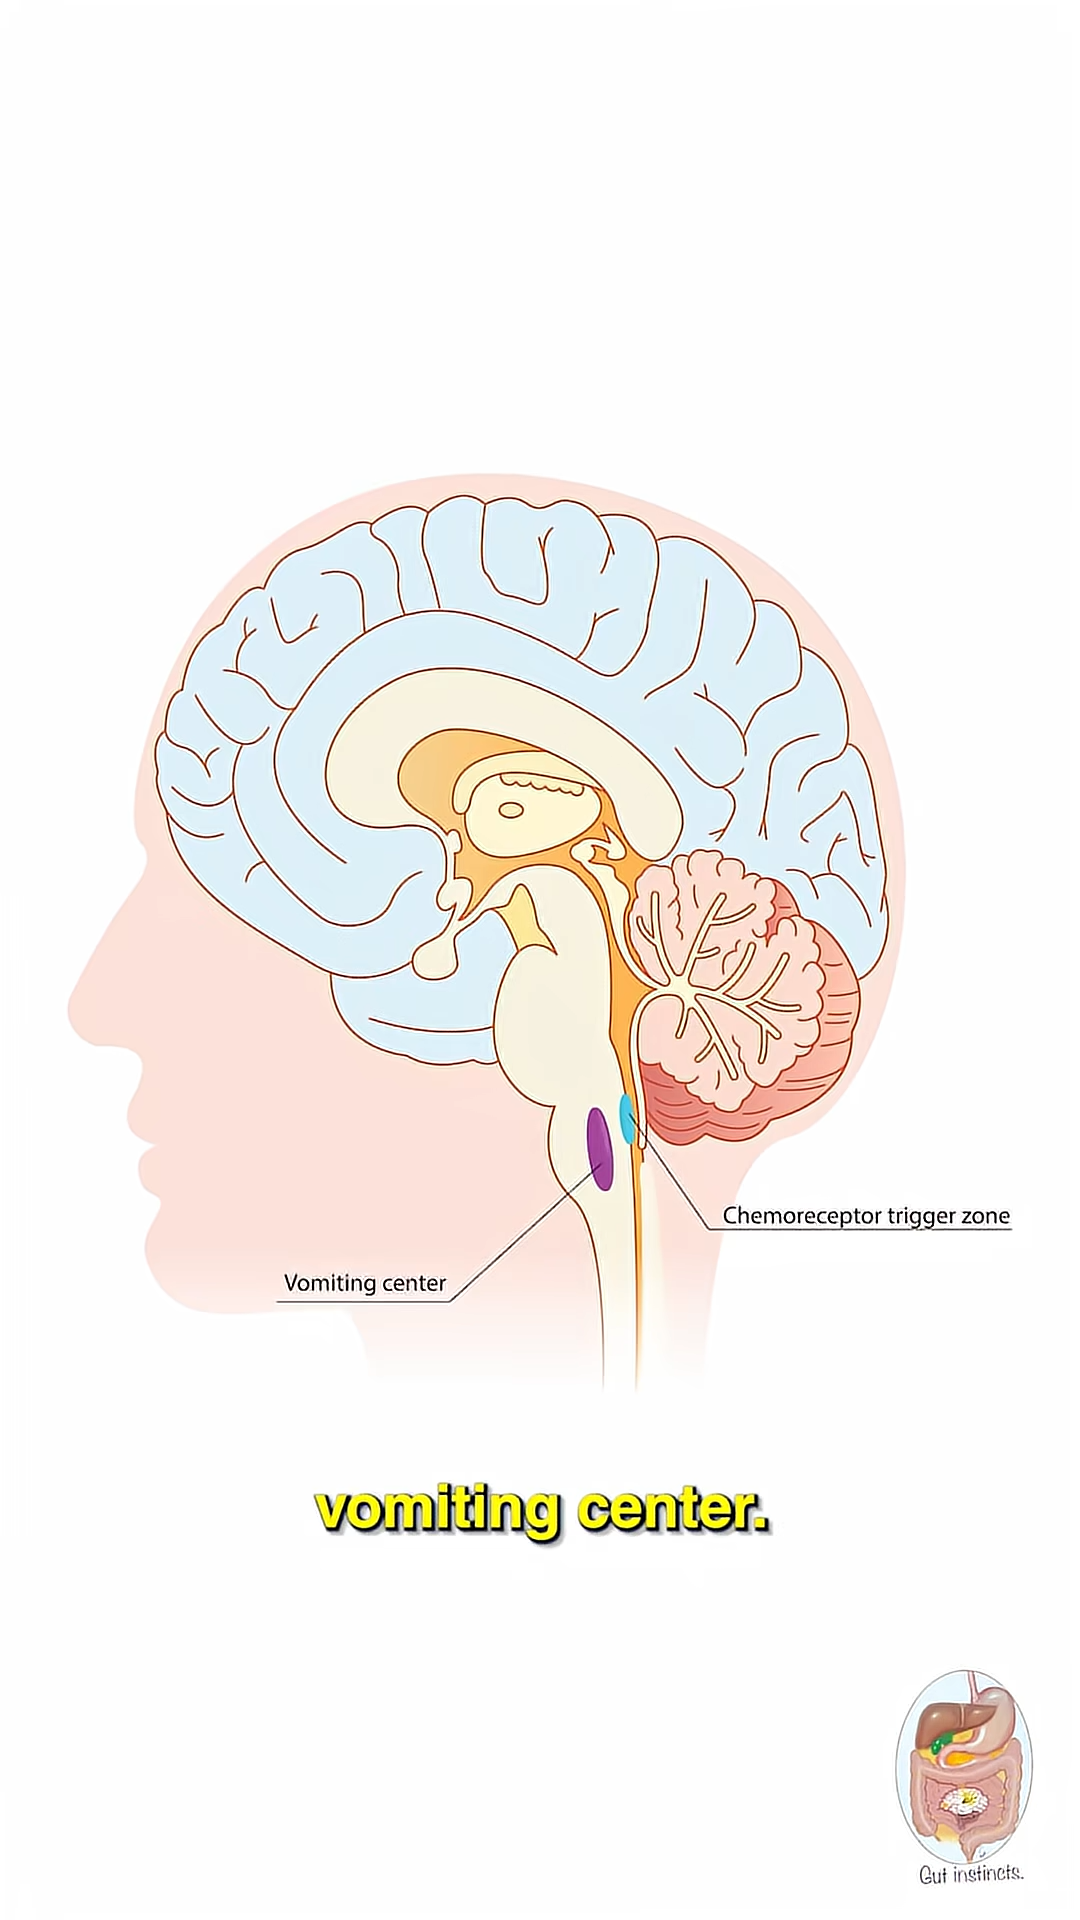 Chemoreceptor trigger zone
Vomiting center
vomiting center.
Gut instincts.